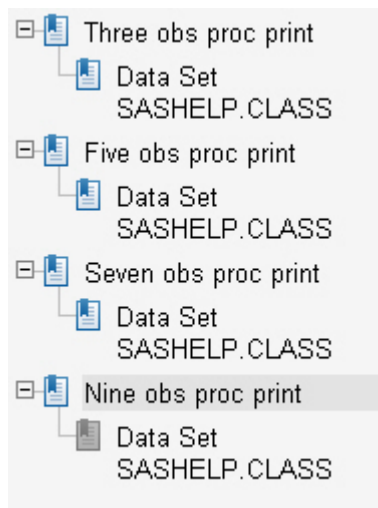 Three obs proc print
Data Set
SASHELP.CLASS
Five obs proc print
Data Set
SASHELP.CLASS
Seven obs proc print
Data Set
SASHELP.CLASS
Nine obs proc print
Data Set
SASHELP.CLASS